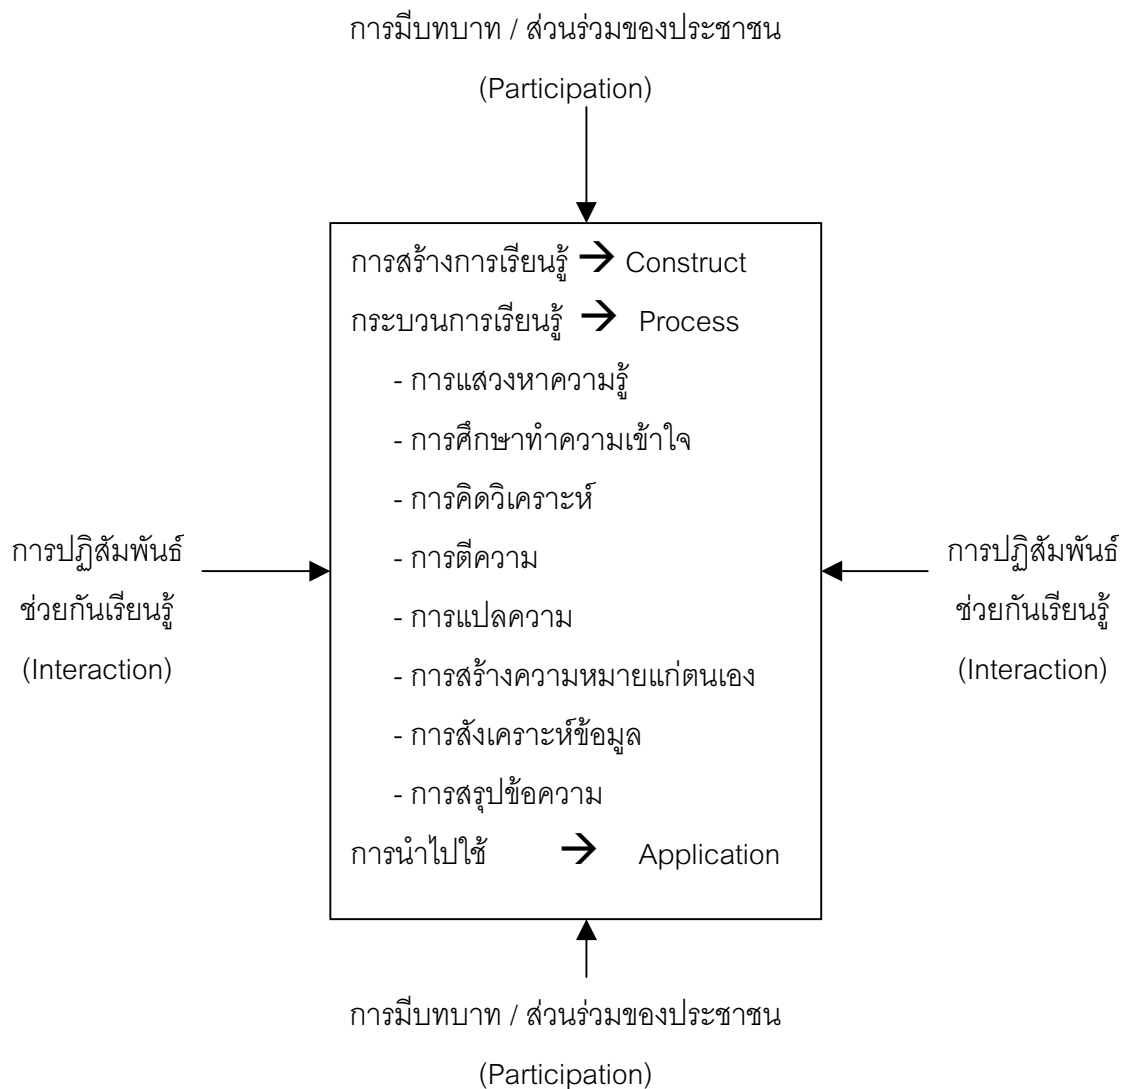 การมีบทบาท / ส่วนร่วมของประชาชน
(Participation)
การสร้างการเรียนรู้ → Construct
กระบวนการเรียนรู้ → Process
- การแสวงหาความรู้
- การศึกษาทำความเข้าใจ
- การคิดวิเคราะห์
- การตีความ
- การแปลความ
- การสร้างความหมายแก่ตนเอง
- การสังเคราะห์ข้อมูล
- การสรุปข้อความ
การนำไปใช้ → Application
การปฏิสัมพันธ์
ช่วยกันเรียนรู้
(Interaction)
การปฏิสัมพันธ์
ช่วยกันเรียนรู้
(Interaction)
การมีบทบาท / ส่วนร่วมของประชาชน
(Participation)